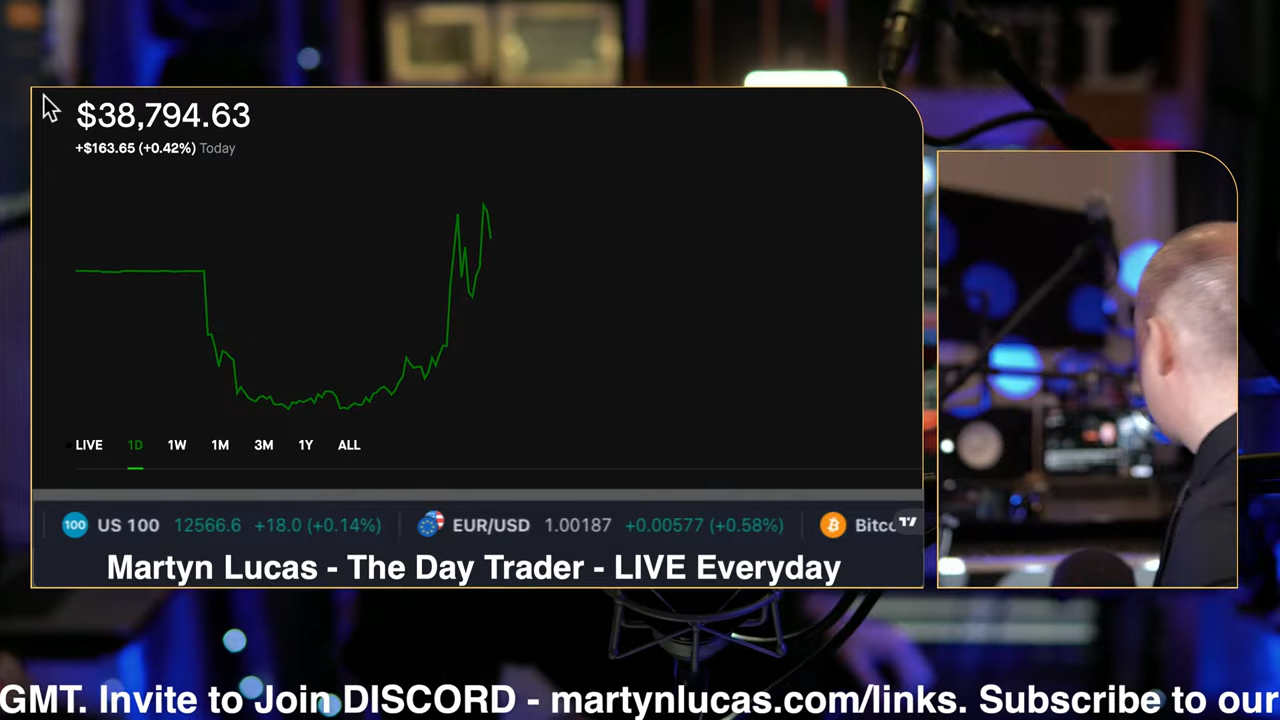 $38,794.63
+$163.65 (+0.42%) Today
LIVE 1D 1W 1M 3M 1Y ALL
100 US 100 12566.6 +18.0 (+0.14%) EUR/USD 1.00187 +0.00577 (+0.58%) Bitc
Martyn Lucas - The Day Trader - LIVE Everyday
GMT. Invite to Join DISCORD - martynlucas.com/links. Subscribe to our